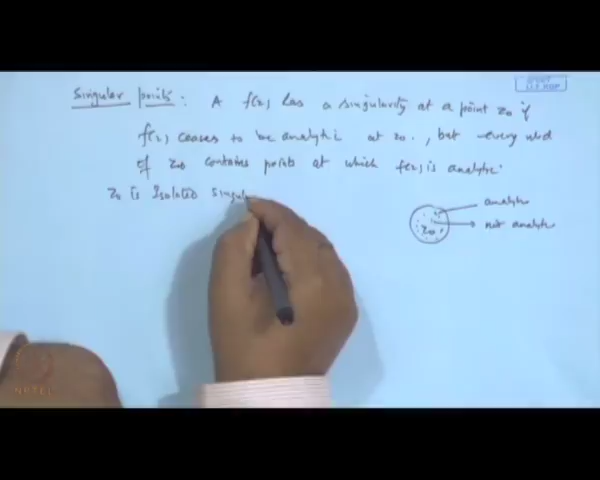 Singular points : A f(z) has a singularity at a point z0 if
f(z) ceases to be analytic at z0 , but every nbd
of z0 contains points at which f(z) is analytic.
z0 is Isolated Singul
analytic
not analytic
z0
NPTEL